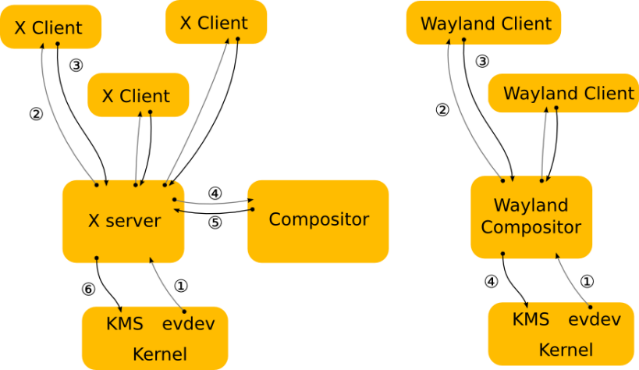 X Client
X Client
X Client
③
②
X server
④
⑤
Compositor
⑥
①
KMS evdev
Kernel
Wayland Client
③
②
Wayland Client
Wayland
Compositor
④
①
KMS evdev
Kernel